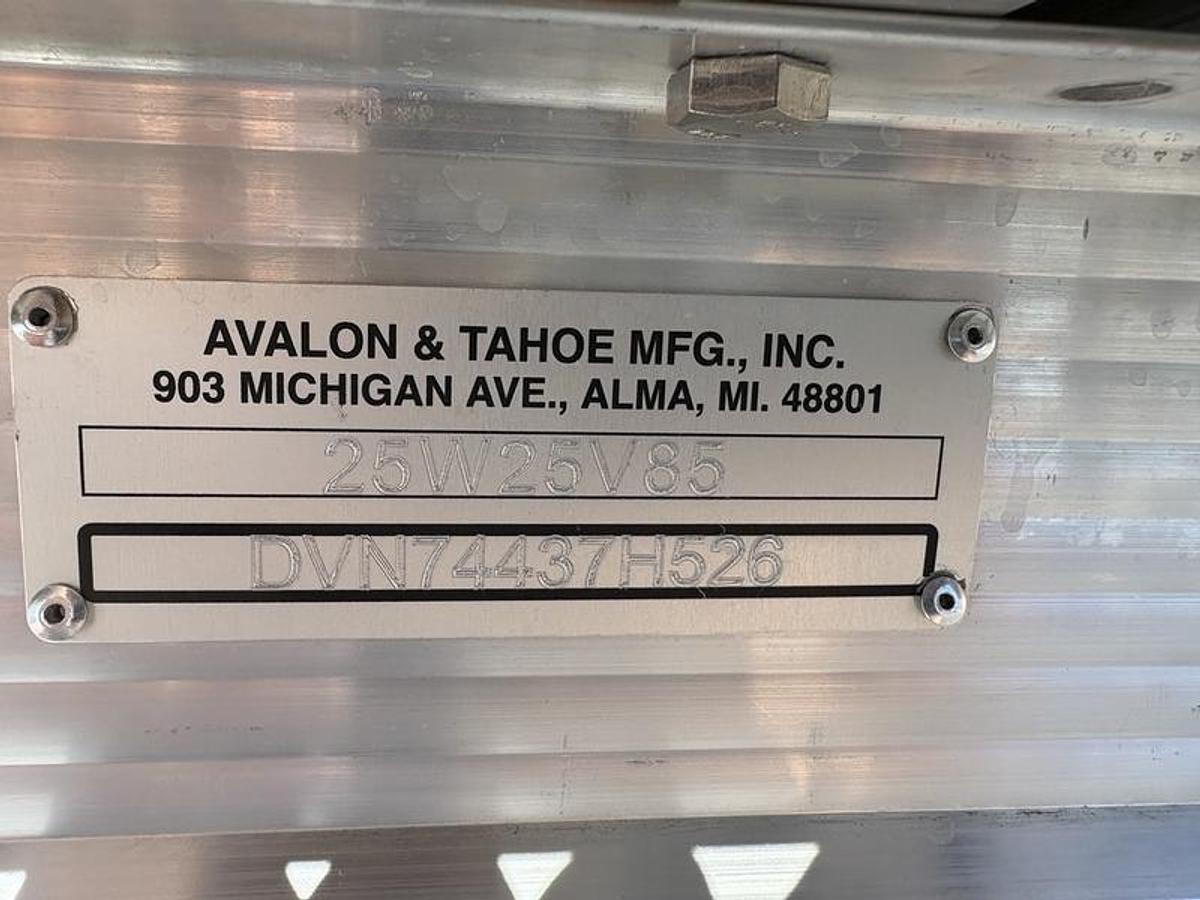 AVALON & TAHOE MFG., INC.
903 MICHIGAN AVE., ALMA, MI. 48801
25W25V85
DVN74437H526